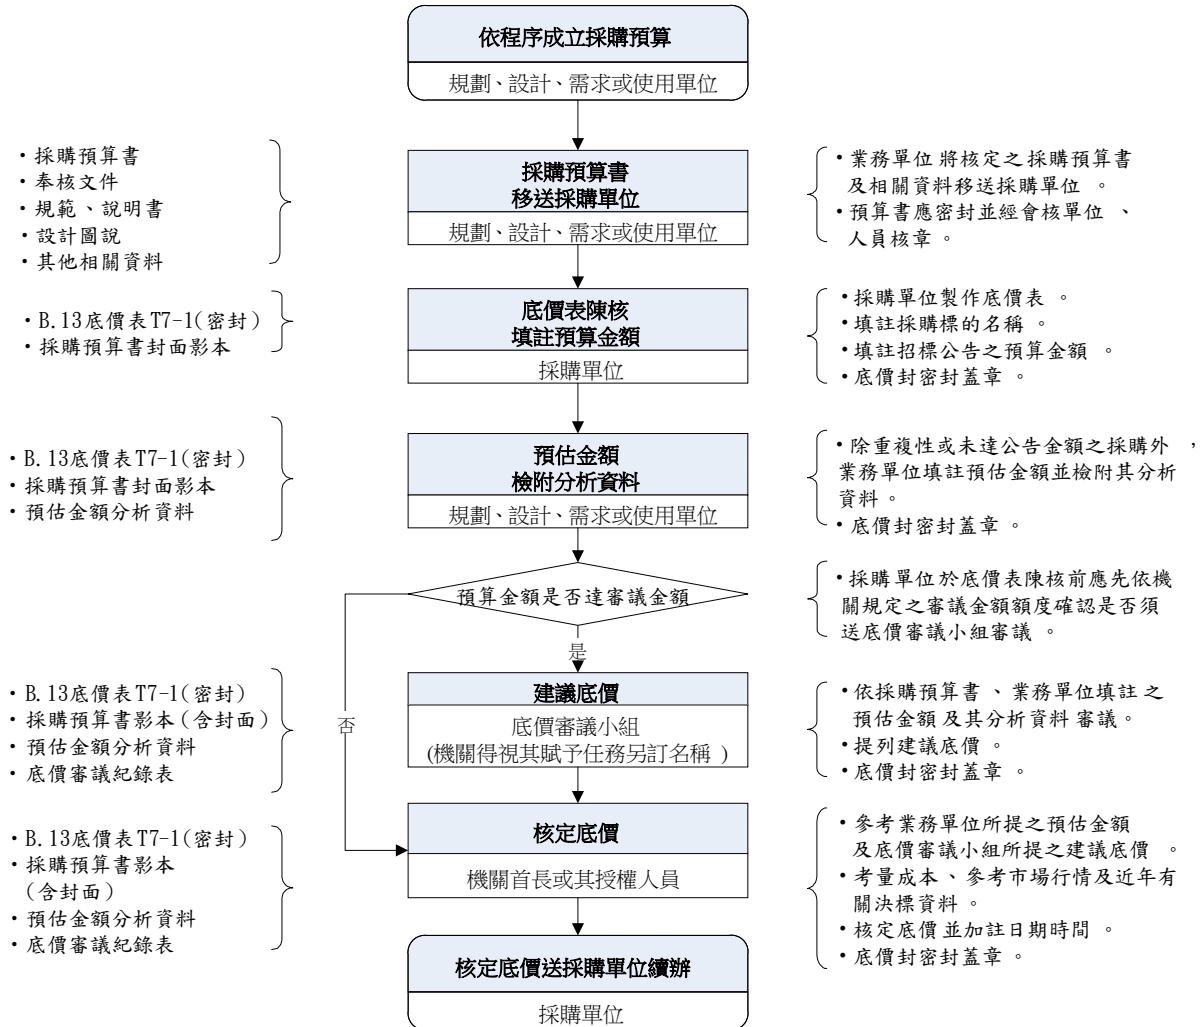 依程序成立採購預算
規劃、設計、需求或使用單位
・採購預算書
・奉核文件
・規範、說明書
・設計圖說
・其他相關資料
採購預算書
移送採購單位
規劃、設計、需求或使用單位
・業務單位 將核定之採購預算書
及相關資料移送採購單位 。
・預算書應密封並經會核單位 、
人員核章。
・B.13底價表T7-1(密封)
・採購預算書封面影本
底價表陳核
填註預算金額
採購單位
・採購單位製作底價表 。
・填註採購標的名稱 。
・填註招標公告之預算金額 。
・底價封密封蓋章 。
・B.13底價表T7-1(密封)
・採購預算書封面影本
・預估金額分析資料
預估金額
檢附分析資料
規劃、設計、需求或使用單位
・除重複性或未達公告金額之採購外 ,
業務單位填註預估金額並檢附其分析
資料。
・底價封密封蓋章 。
預算金額是否達審議金額
・採購單位於底價表陳核前應先依機
關規定之審議金額額度確認是否須
送底價審議小組審議 。
是
否
・B.13底價表T7-1(密封)
・採購預算書影本(含封面)
・預估金額分析資料
・底價審議紀錄表
建議底價
底價審議小組
(機關得視其賦予任務另訂名稱 )
・依採購預算書 、業務單位填註之
預估金額及其分析資料審議。
・提列建議底價 。
・底價封密封蓋章 。
・B.13底價表T7-1(密封)
・採購預算書影本
(含封面)
・預估金額分析資料
・底價審議紀錄表
核定底價
機關首長或其授權人員
・參考業務單位所提之預估金額
及底價審議小組所提之建議底價 。
・考量成本、參考市場行情及近年有
關決標資料 。
・核定底價並加註日期時間 。
・底價封密封蓋章 。
核定底價送採購單位續辦
採購單位